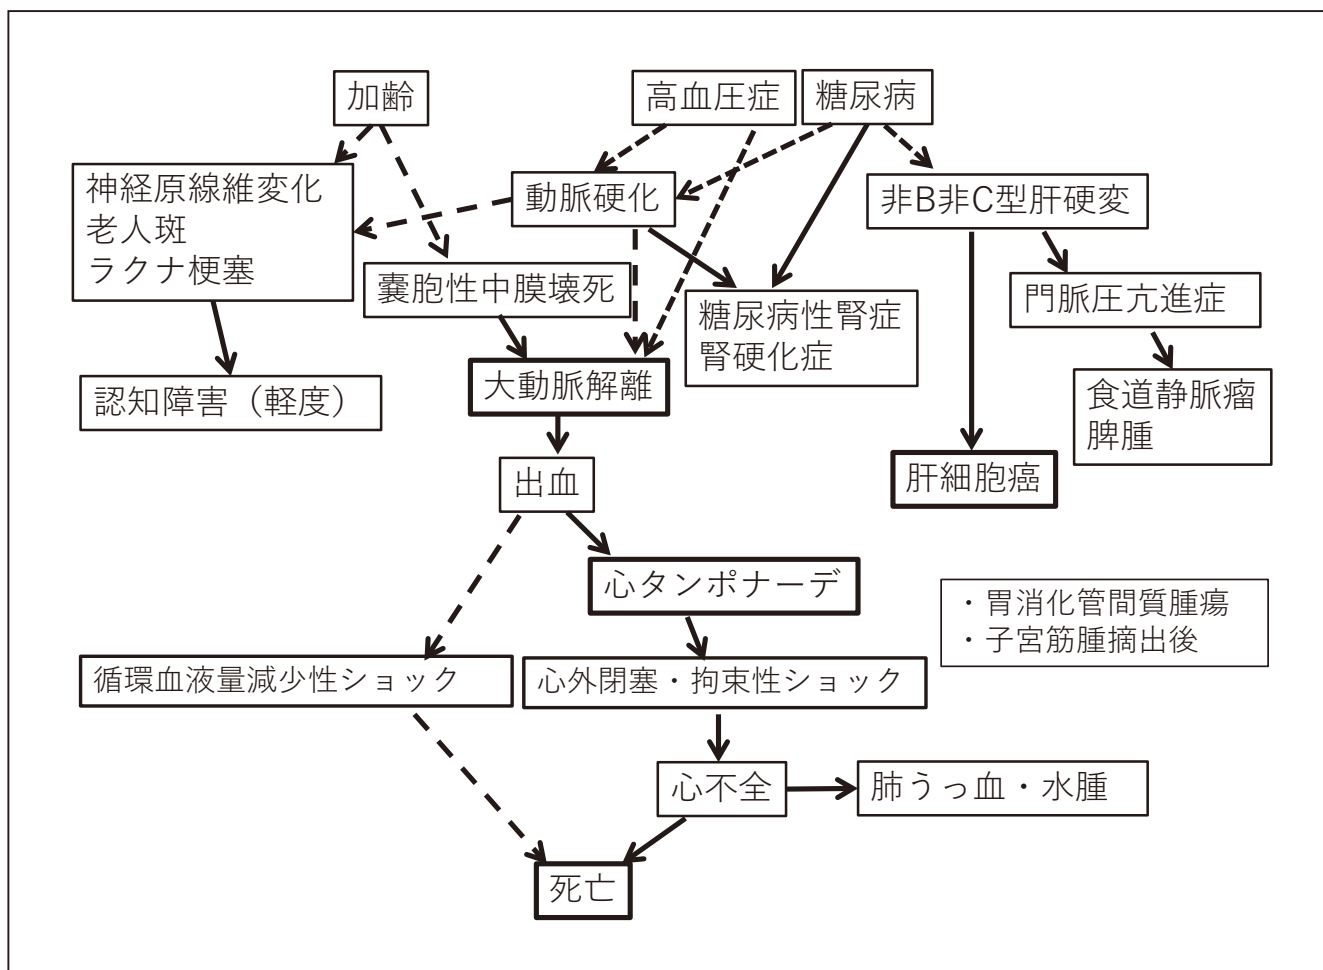 加齢
高血圧症
糖尿病
神経原線維変化
老人斑
ラクナ梗塞
動脈硬化
非B非C型肝硬変
嚢胞性中膜壊死
糖尿病性腎症
腎硬化症
門脈圧亢進症
認知障害（軽度）
大動脈解離
食道静脈瘤
脾腫
出血
肝細胞癌
心タンポナーデ
・胃消化管間質腫瘍
・子宮筋腫摘出後
循環血液量減少性ショック
心外閉塞・拘束性ショック
心不全
肺うっ血・水腫
死亡